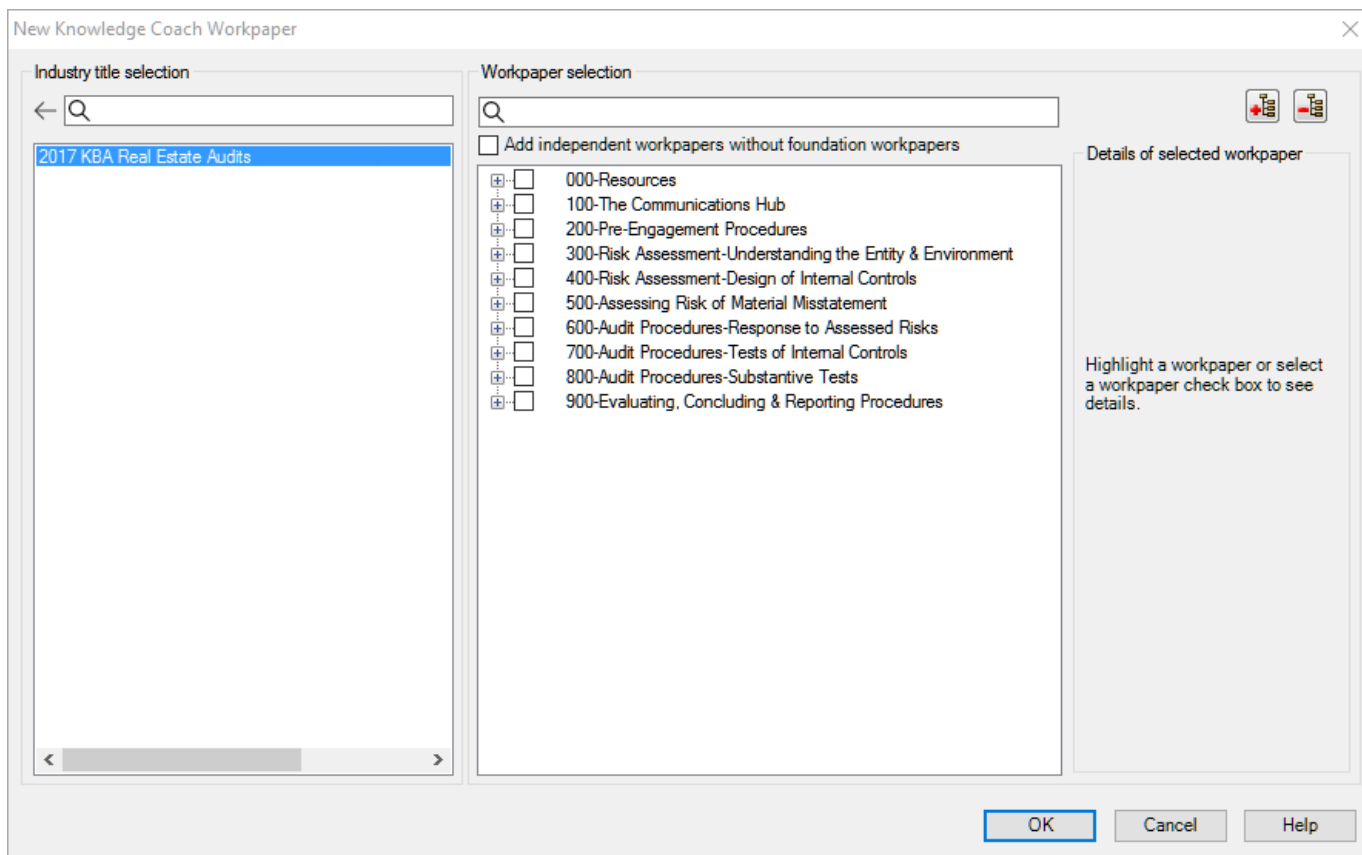 New Knowledge Coach Workpaper
Industry title selection
2017 KBA Real Estate Audits
Workpaper selection
Add independent workpapers without foundation workpapers
000-Resources
100-The Communications Hub
200-Pre-Engagement Procedures
300-Risk Assessment-Understanding the Entity & Environment
400-Risk Assessment-Design of Internal Controls
500-Assessing Risk of Material Misstatement
600-Audit Procedures-Response to Assessed Risks
700-Audit Procedures-Tests of Internal Controls
800-Audit Procedures-Substantive Tests
900-Evaluating, Concluding & Reporting Procedures
Details of selected workpaper
Highlight a workpaper or select
a workpaper check box to see
details.
OK
Cancel
Help